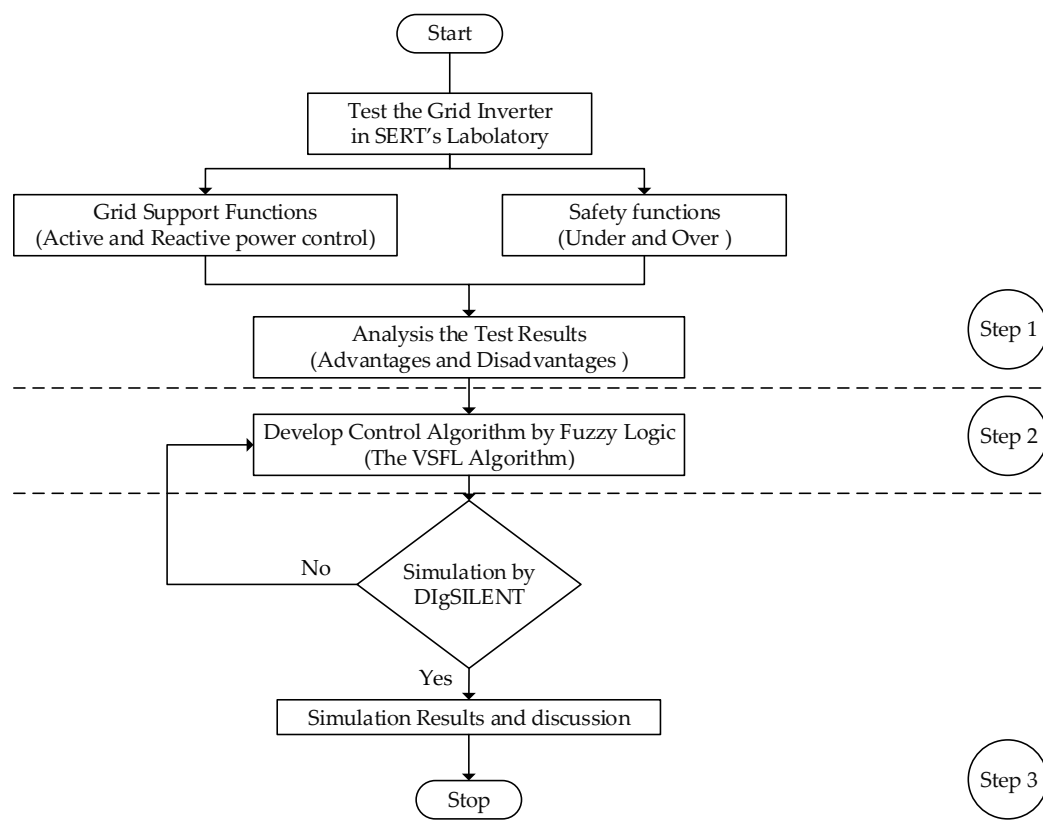 Start
Test the Grid Inverter
in SERT's Labolatory
Grid Support Functions
(Active and Reactive power control)
Safety functions
(Under and Over )
Analysis the Test Results
(Advantages and Disadvantages )
Step 1
Develop Control Algorithm by Fuzzy Logic
(The VSFL Algorithm)
Step 2
No
Simulation by
DIgSILENT
Yes
Simulation Results and discussion
Stop
Step 3